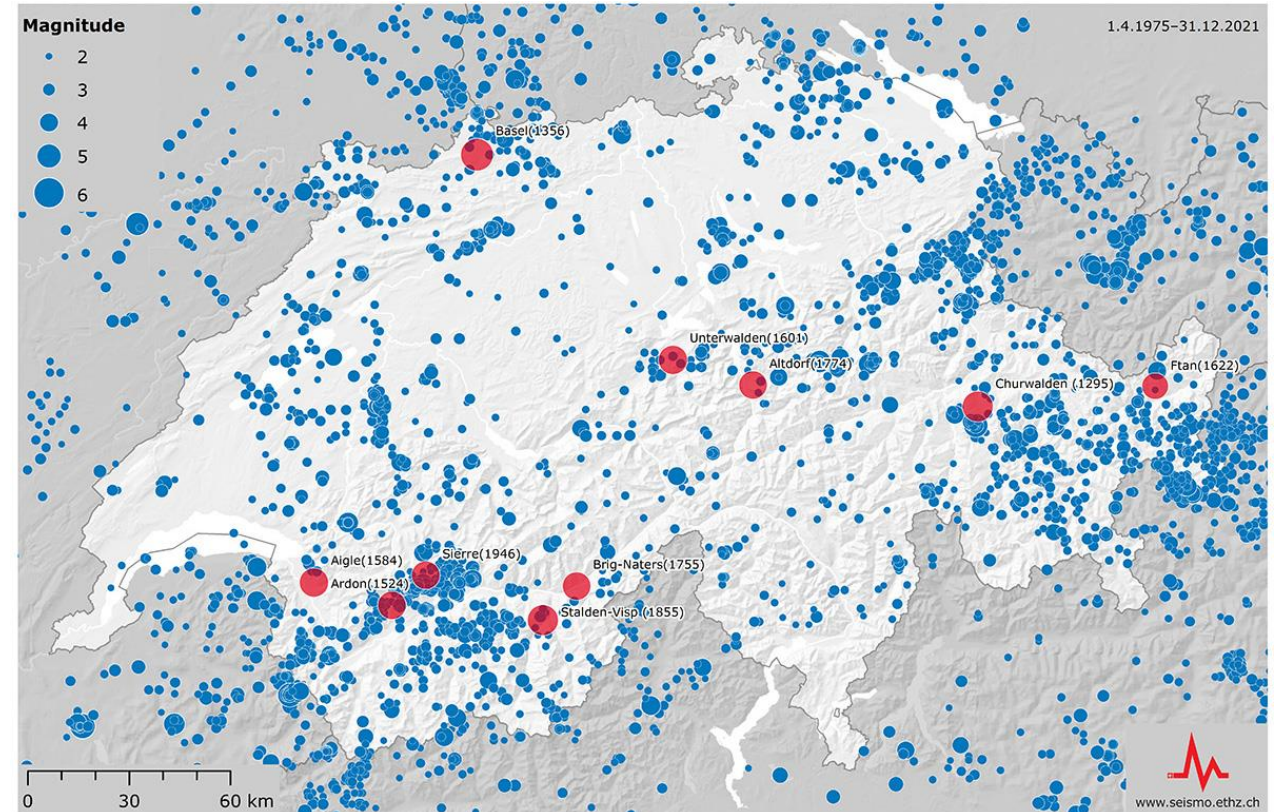 Magnitude
1.4.1975–31.12.2021
2
3
4
5
6
Basel(1356)
Unterwalden(1601)
Altdorf(1774)
Ftan(1622)
Churwalden (1295)
Sierre(1946)
Aigle(1584)
Brig-Naters(1755)
Ardon(1524)
Stalden-Visp (1855)
0 30 60 km
www.seismo.ethz.ch